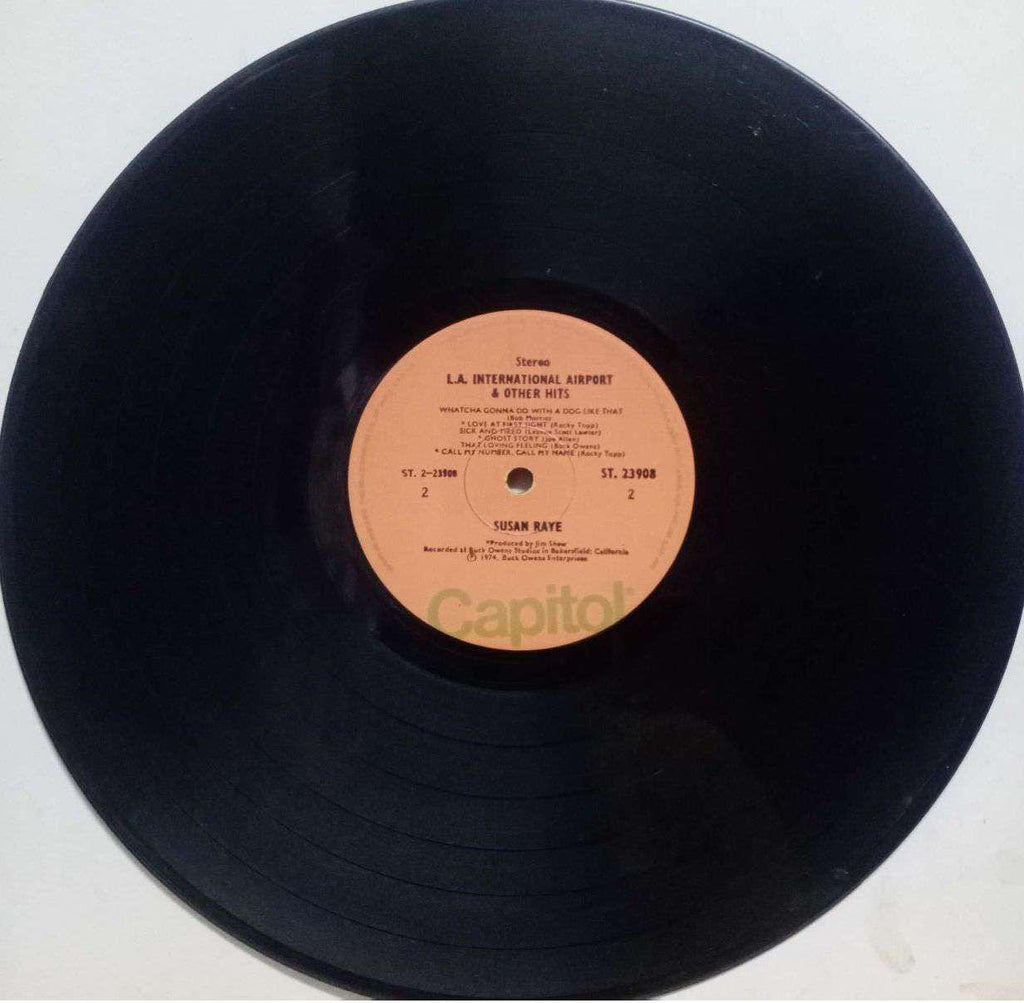 Stereo
L.A. INTERNATIONAL AIRPORT
& OTHER HITS
WHATCHA GONNA DO WITH A DOG LIKE THAT
(Bob Morris)
* LOVE AT FIRST SIGHT (Rocky Topp)
SICK AND TIRED (Scott Lawler)
* GHOST STORY (Joe Allen)
THAT LOVING FEELING (Buck Owens)
* CALL MY NUMBER, CALL MY NAME (Rocky Topp)
ST. 2-23908 ST. 23908
2 2
SUSAN RAYE
*Produced by Jim Shaw
Recorded at Buck Owens Studios in Bakersfield; California
℗ 1974, Buck Owens Enterprises
Capitol